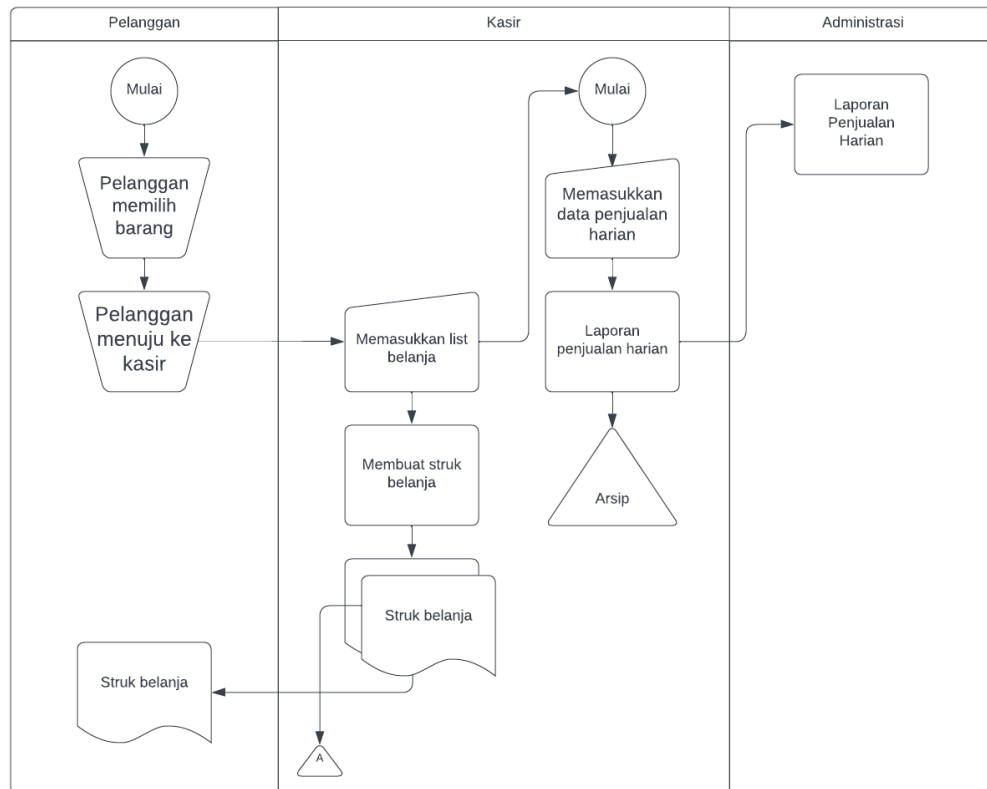 Pelanggan
Kasir
Administrasi
Mulai
Pelanggan
memilih
barang
Pelanggan
menuju ke
kasir
Memasukkan list
belanja
Membuat struk
belanja
Struk belanja
Struk belanja
A
Mulai
Memasukkan
data penjualan
harian
Laporan
penjualan harian
Arsip
Laporan
Penjualan
Harian